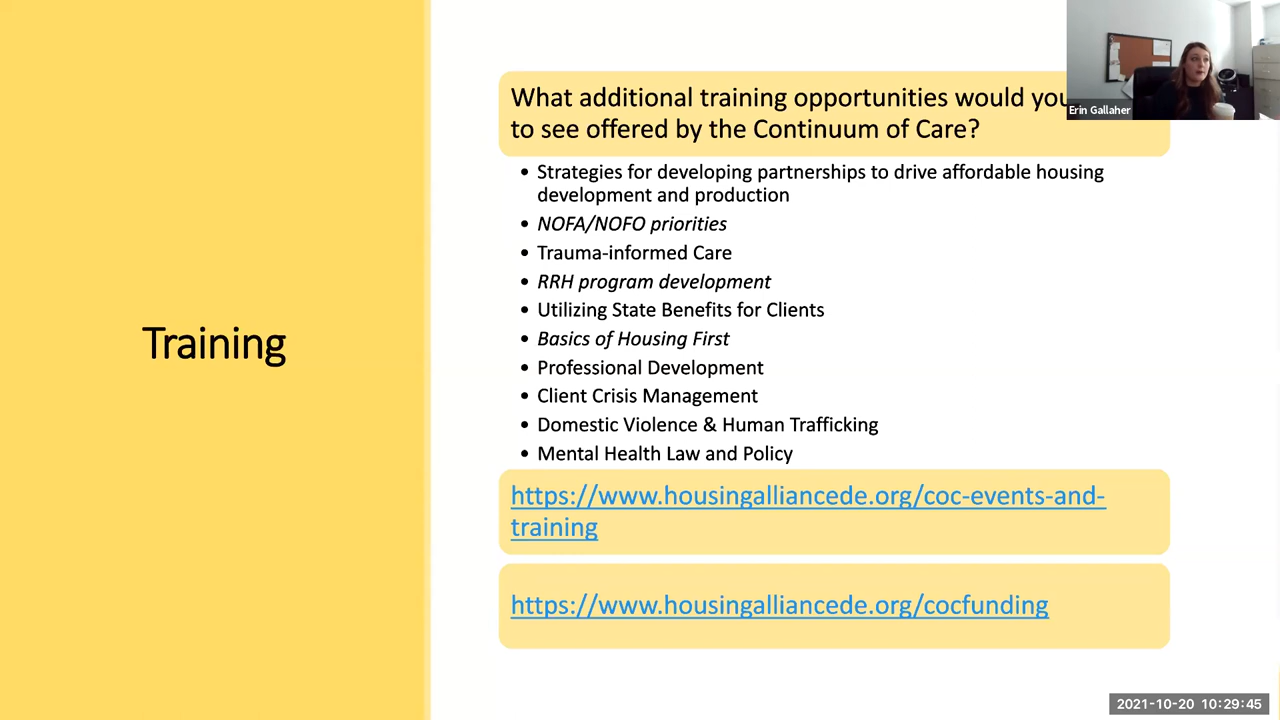 Training
What additional training opportunities would you
to see offered by the Continuum of Care?
• Strategies for developing partnerships to drive affordable housing
development and production
• NOFA/NOFO priorities
• Trauma-informed Care
• RRH program development
• Utilizing State Benefits for Clients
• Basics of Housing First
• Professional Development
• Client Crisis Management
• Domestic Violence & Human Trafficking
• Mental Health Law and Policy
https://www.housingalliancede.org/coc-events-and-
training
https://www.housingalliancede.org/cocfunding
Erin Gallaher
2021-10-20 10:29:45